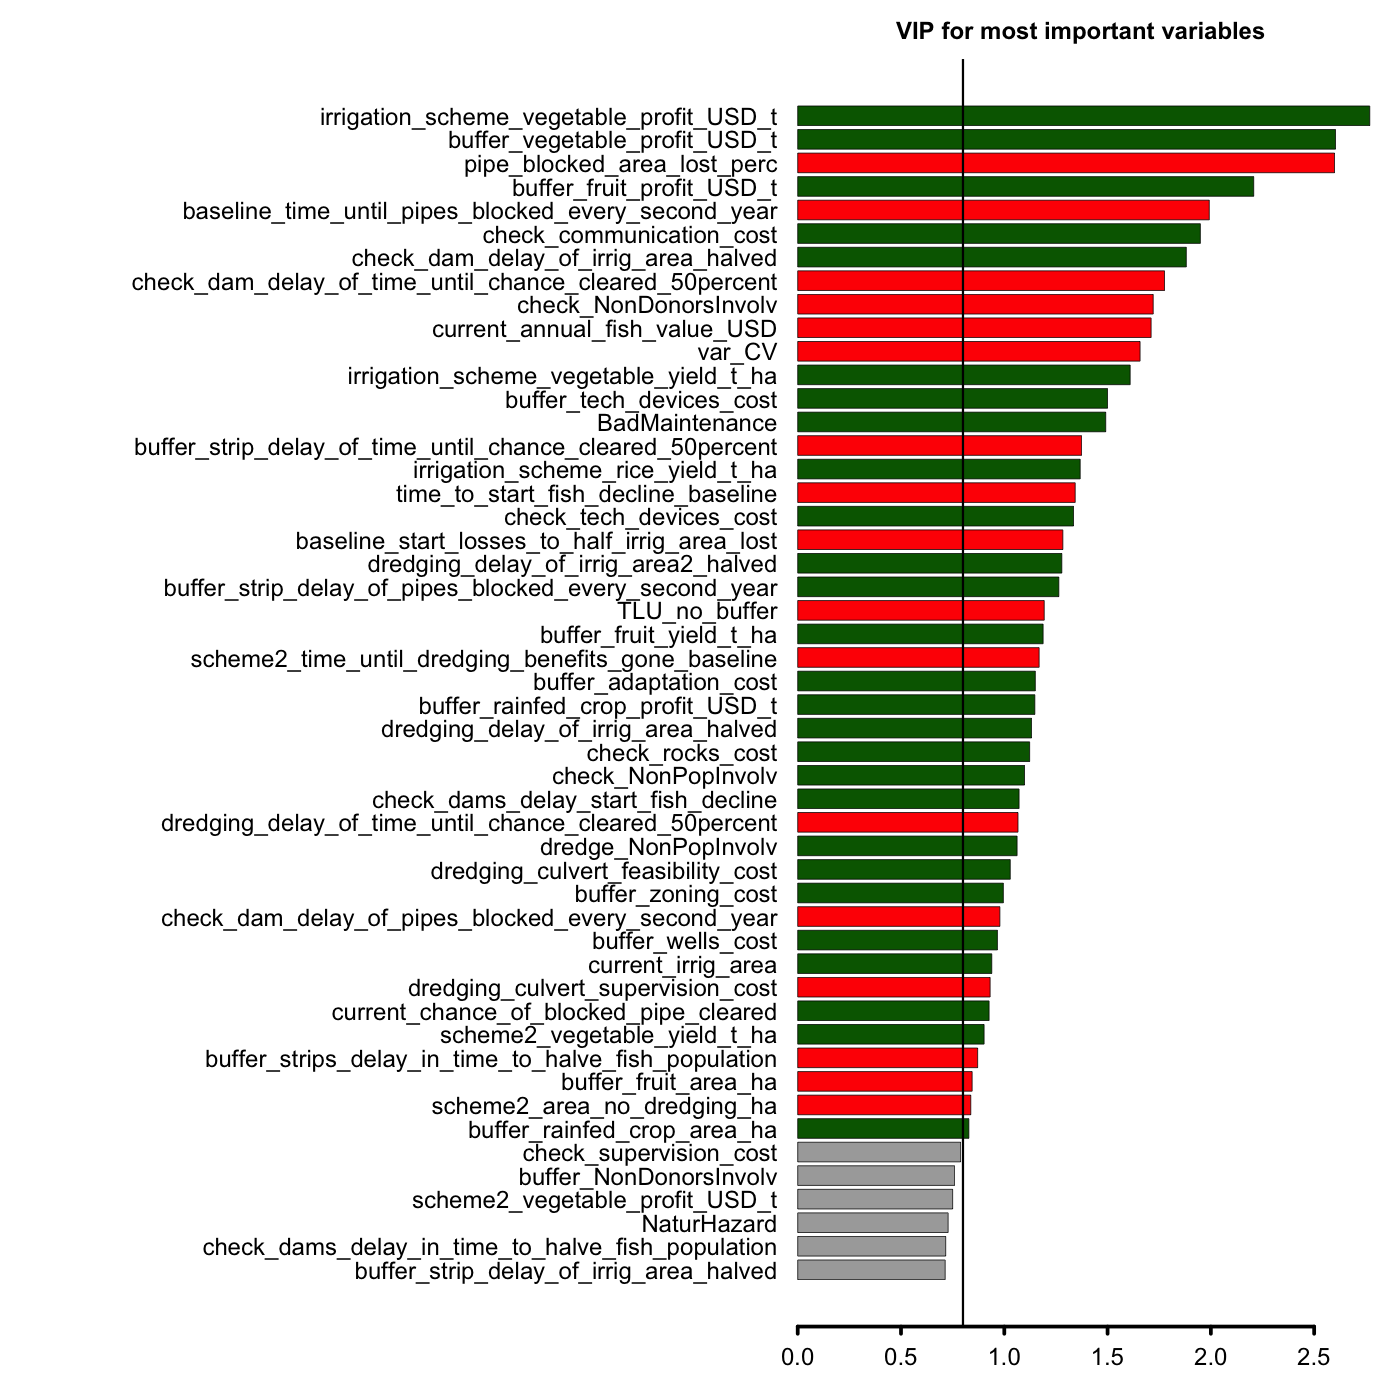 VIP for most important variables
irrigation_scheme_vegetable_profit_USD_t
buffer_vegetable_profit_USD_t
pipe_blocked_area_lost_perc
buffer_fruit_profit_USD_t
baseline_time_until_pipes_blocked_every_second_year
check_communication_cost
check_dam_delay_of_irrig_area_halved
check_dam_delay_of_time_until_chance_cleared_50percent
check_NonDonorsInvolv
current_annual_fish_value_USD
var_CV
irrigation_scheme_vegetable_yield_t_ha
buffer_tech_devices_cost
BadMaintenance
buffer_strip_delay_of_time_until_chance_cleared_50percent
irrigation_scheme_rice_yield_t_ha
time_to_start_fish_decline_baseline
check_tech_devices_cost
baseline_start_losses_to_half_irrig_area_lost
dredging_delay_of_irrig_area2_halved
buffer_strip_delay_of_pipes_blocked_every_second_year
TLU_no_buffer
buffer_fruit_yield_t_ha
scheme2_time_until_dredging_benefits_gone_baseline
buffer_adaptation_cost
buffer_rainfed_crop_profit_USD_t
dredging_delay_of_irrig_area_halved
check_rocks_cost
check_NonPopInvolv
check_dams_delay_start_fish_decline
dredging_delay_of_time_until_chance_cleared_50percent
dredge_NonPopInvolv
dredging_culvert_feasibility_cost
buffer_zoning_cost
check_dam_delay_of_pipes_blocked_every_second_year
buffer_wells_cost
current_irrig_area
dredging_culvert_supervision_cost
current_chance_of_blocked_pipe_cleared
scheme2_vegetable_yield_t_ha
buffer_strips_delay_in_time_to_halve_fish_population
buffer_fruit_area_ha
scheme2_area_no_dredging_ha
buffer_rainfed_crop_area_ha
check_supervision_cost
buffer_NonDonorsInvolv
scheme2_vegetable_profit_USD_t
NaturHazard
check_dams_delay_in_time_to_halve_fish_population
buffer_strip_delay_of_irrig_area_halved
0.0 0.5 1.0 1.5 2.0 2.5